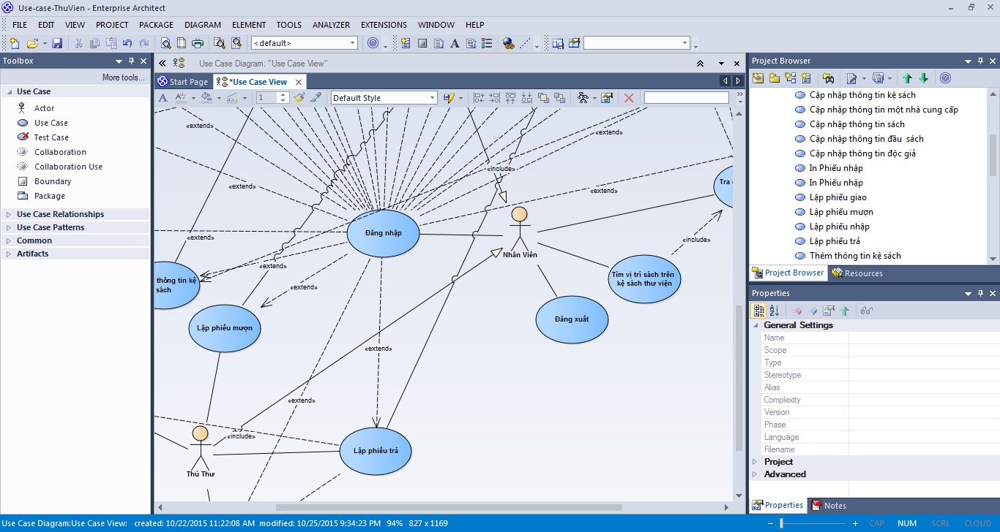 Use-case-ThuVien - Enterprise Architect
FILE EDIT VIEW PROJECT PACKAGE DIAGRAM ELEMENT TOOLS ANALYZER EXTENSIONS WINDOW HELP
<default>
Toolbox
More tools...
Use Case
Actor
Use Case
Test Case
Collaboration
Collaboration Use
Boundary
Package
Use Case Relationships
Use Case Patterns
Common
Artifacts
Use Case Diagram: "Use Case View"
Start Page
*Use Case View
1
Default Style
«extend»
«extend»
«include»
«extend»
«extend»
Tra
«extend»
Đăng nhập
Nhân Viên
«include»
«extend»
thông tin kệ
sách
«extend»
Tìm vị trí sách trên
kệ sách thư viện
Lập phiếu mượn
Đăng xuất
«extend»
«extend»
«include»
Thủ Thư
Lập phiếu trả
Project Browser
Cập nhập thông tin kệ sách
Cập nhập thông tin một nhà cung cấp
Cập nhập thông tin sách
Cập nhập thông tin đầu  sách
Cập nhập thông tin độc giả
In Phiếu nhập
In Phiếu nhập
Lập phiếu giao
Lập phiếu mượn
Lập phiếu nhập
Lập phiếu trả
Thêm thông tin kệ sách
Project Browser
Resources
Properties
General Settings
Name
Scope
Type
Stereotype
Alias
Complexity
Version
Phase
Language
Filename
Project
Advanced
Properties
Notes
Use Case Diagram:Use Case View:   created: 10/22/2015 11:22:08 AM  modified: 10/25/2015 9:34:23 PM   94%   827 x 1169
CAP NUM SCRL CLOUD